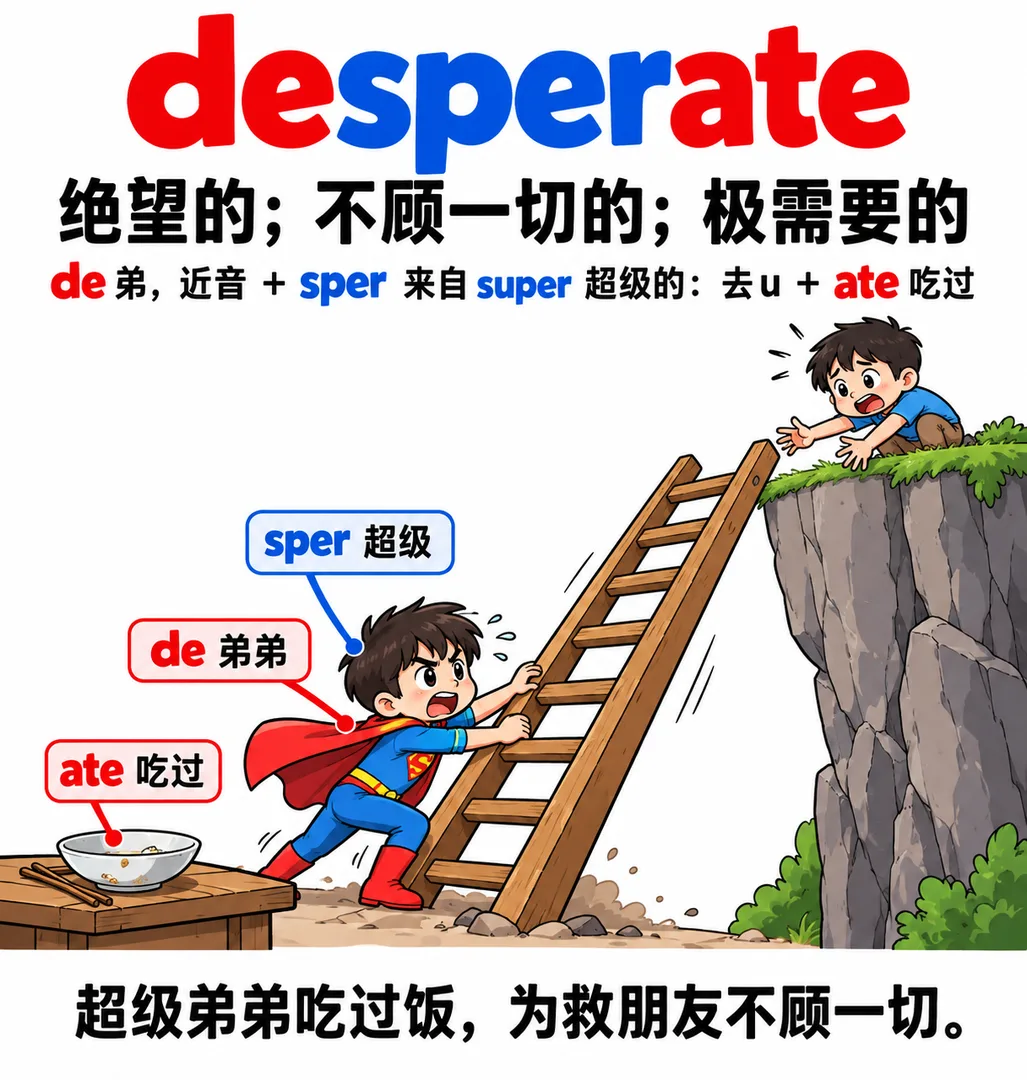 desperate
绝望的；不顾一切的；极需要的
de 弟，近音 + sper 来自 super 超级的：去u + ate 吃过
sper 超级
de 弟弟
ate 吃过
S
超级弟弟吃过饭，为救朋友不顾一切。